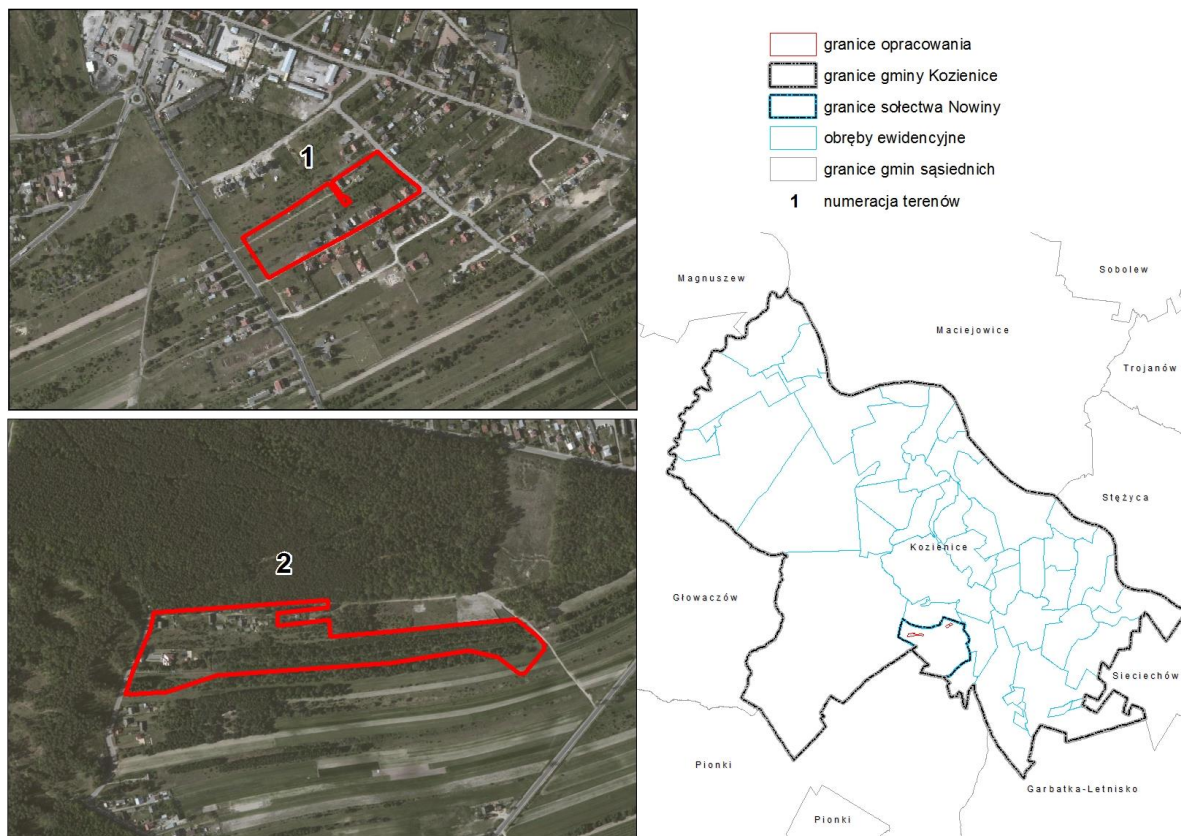 1
2
granice opracowania
granice gminy Kozienice
granice sołectwa Nowiny
obręby ewidencyjne
granice gmin sąsiednich
1 numeracja terenów
Magnuszew
Sobolew
Maciejowice
Trojanów
Stężyca
Kozienice
Głowaczów
Sieciechów
Pionki
Garbatka-Letnisko
Pionki